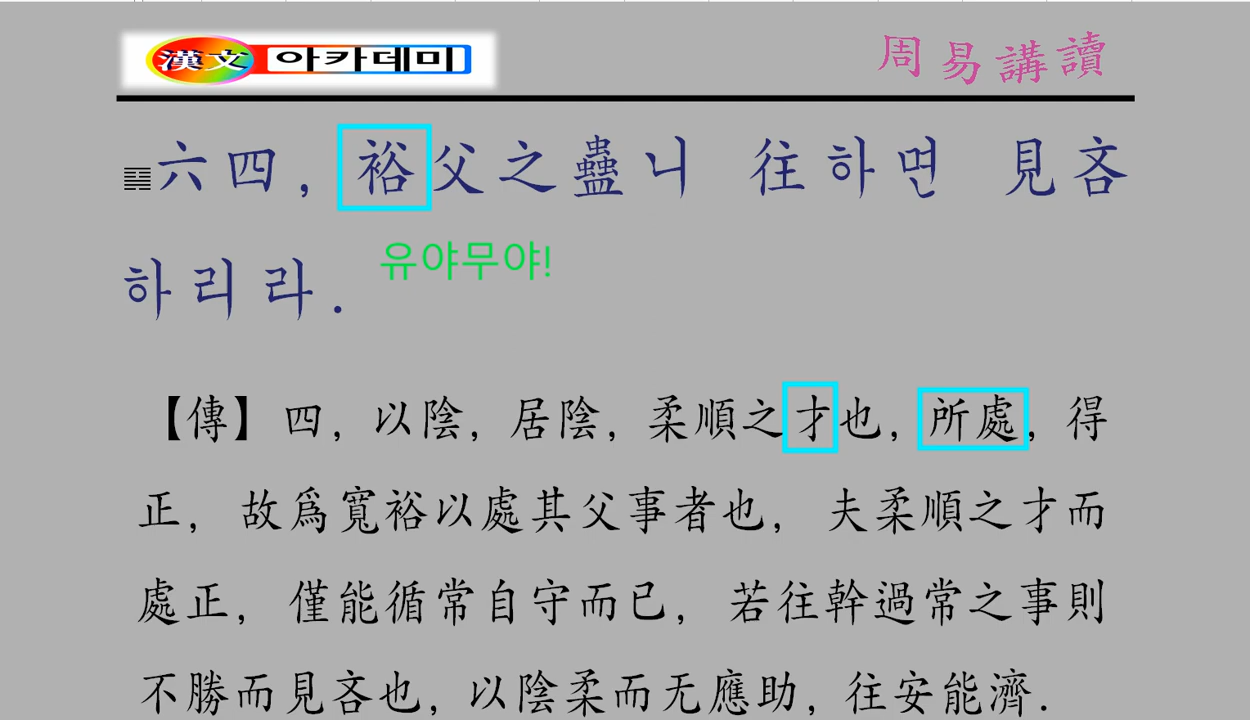 漢文 아카데미
周易講讀
䷑六四, 裕父之蠱니 往하면 見吝
하리라.
유야무야!
【傳】四, 以陰, 居陰, 柔順之才也, 所處, 得
正, 故爲寬裕以處其父事者也, 夫柔順之才而
處正, 僅能循常自守而已, 若往幹過常之事則
不勝而見吝也, 以陰柔而无應助, 往安能濟.